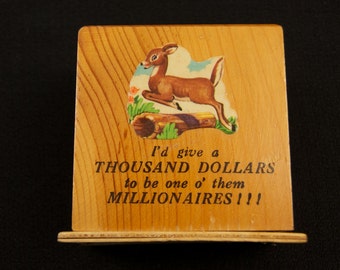 I'd give a
THOUSAND DOLLARS
to be one o' them
MILLIONAIRES!!!